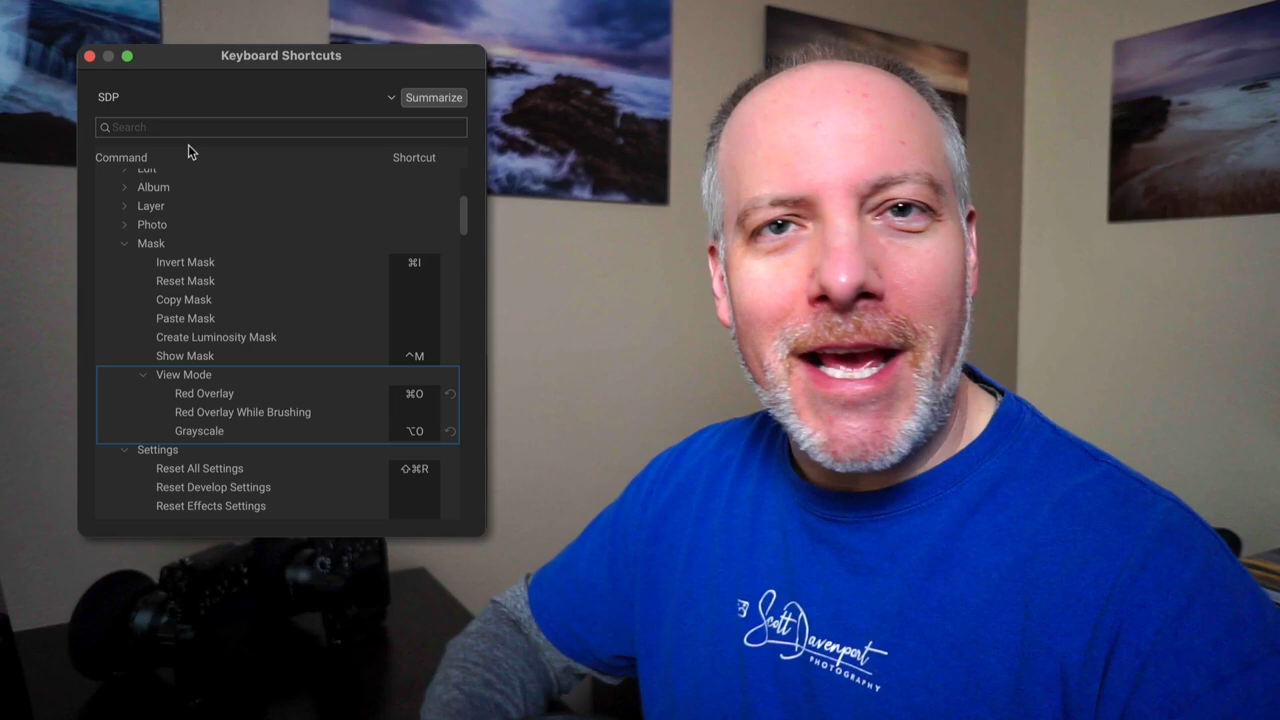 Keyboard Shortcuts
SDP
Summarize
Search
Command Shortcut
Edit
Album
Layer
Photo
Mask
Invert Mask ⌘I
Reset Mask
Copy Mask
Paste Mask
Create Luminosity Mask
Show Mask ^M
View Mode
Red Overlay ⌘O
Red Overlay While Brushing
Grayscale ⌥O
Settings
Reset All Settings ⇧⌘R
Reset Develop Settings
Reset Effects Settings
Scott Davenport
PHOTOGRAPHY